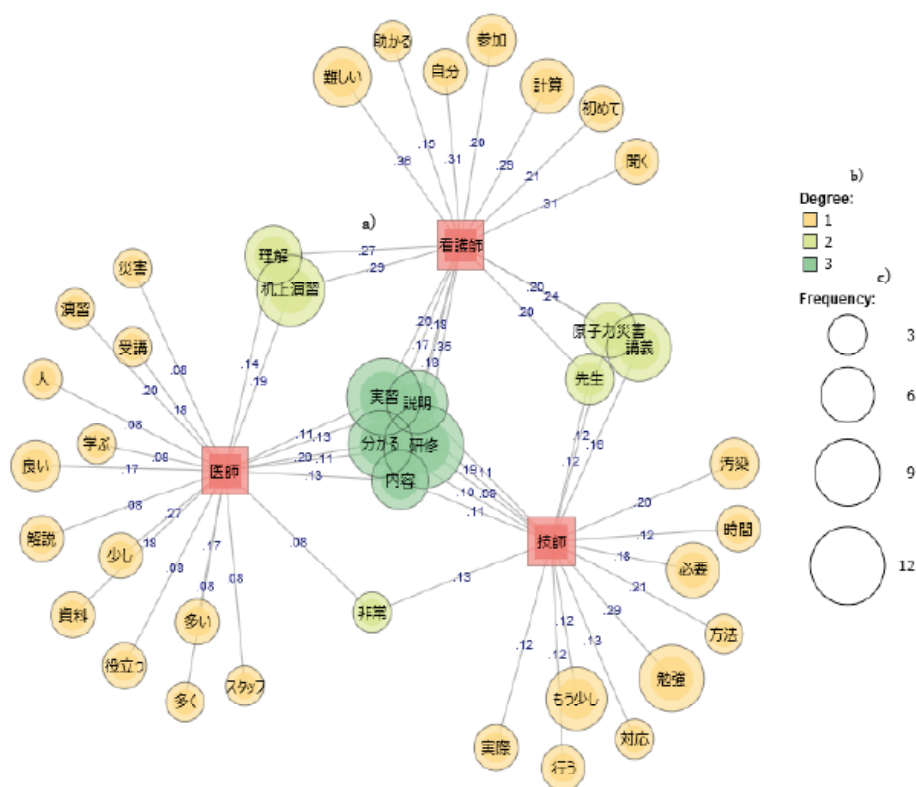 助かる
参加
難しい
自分
計算
初めて
聞く
.36
.15
.31
.20
.29
.21
.31
b)
Degree:
1
2
3
a)
看護師
理解
机上演習
.27
.29
c)
Frequency:
3
6
9
12
災害
演習
受講
人
学ぶ
良い
解説
少し
資料
役立つ
多い
多く
スタッフ
医師
.08
.20
.18
.08
.08
.17
.08
.27
.18
.08
.17
.08
.08
.14
.19
.20
.24
.20
原子力災害
講義
先生
.20
.19
.17
.35
実習
説明
分かる
研修
内容
.11
.13
.20
.11
.13
.12
.16
.12
.19
.11
.10
.09
.11
技師
.08
.13
非常
汚染
時間
必要
方法
勉強
対応
もう少し
行う
実際
.20
.12
.18
.21
.29
.13
.12
.12
.12